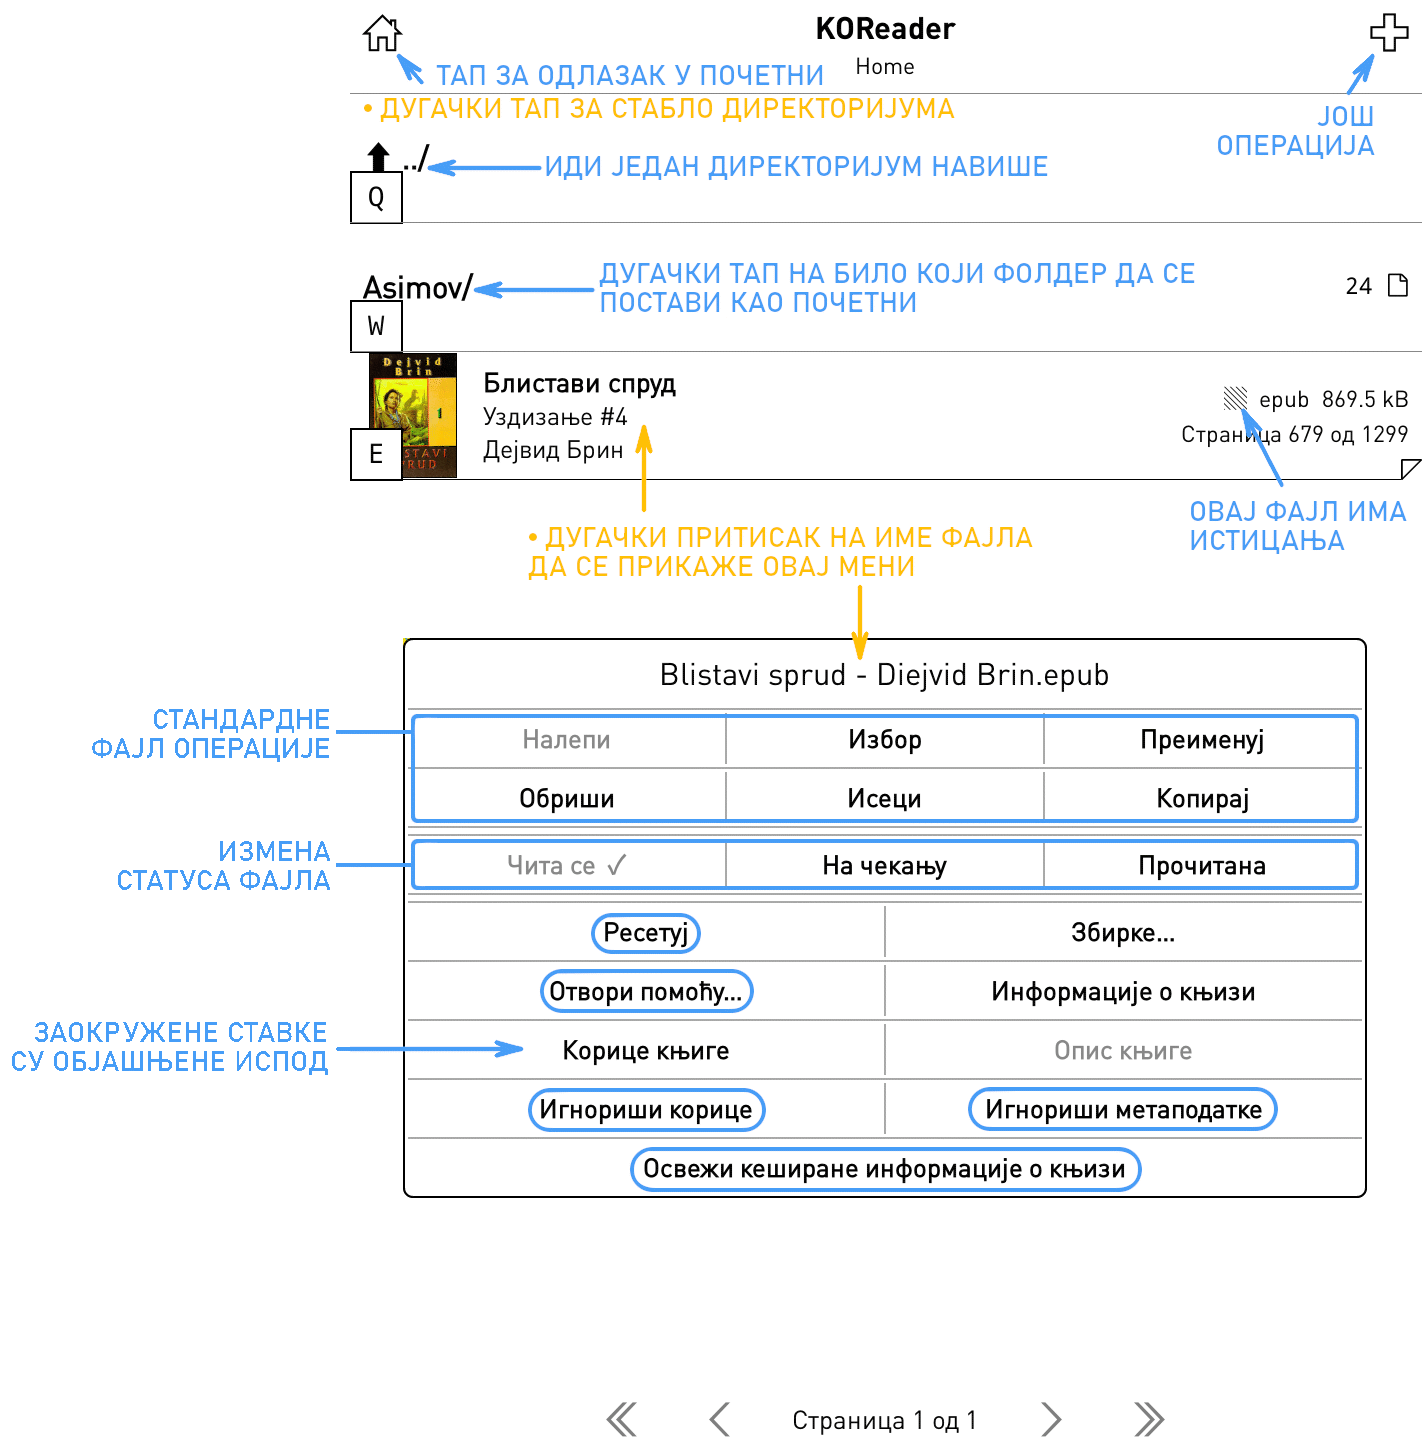 KOReader
Home
ТАП ЗА ОДЛАЗАК У ПОЧЕТНИ
• ДУГАЧКИ ТАП ЗА СТАБЛО ДИРЕКТОРИЈУМА
ЈОШ
ОПЕРАЦИЈА
../
ИДИ ЈЕДАН ДИРЕКТОРИЈУМ НАВИШЕ
Q
Asimov/
ДУГАЧКИ ТАП НА БИЛО КОЈИ ФОЛДЕР ДА СЕ
ПОСТАВИ КАО ПОЧЕТНИ
24
W
Dejvid
Brin
1
Блистави спруд
Уздизање #4
Дејвид Брин
epub 869.5 kB
Страница 679 од 1299
E
ОВАЈ ФАЈЛ ИМА
ИСТИЦАЊА
• ДУГАЧКИ ПРИТИСАК НА ИМЕ ФАЈЛА
ДА СЕ ПРИКАЖЕ ОВАЈ МЕНИ
Blistavi sprud - Diejvid Brin.epub
СТАНДАРДНЕ
ФАЈЛ ОПЕРАЦИЈЕ
Налепи Избор Преименуј
Обриши Исеци Копирај
ИЗМЕНА
СТАТУСА ФАЈЛА
Чита се ✓ На чекању Прочитана
Ресетуј Збирке...
Отвори помоћу... Информације о књизи
ЗАОКРУЖЕНЕ СТАВКЕ
СУ ОБЈАШЊЕНЕ ИСПОД
Корице књиге Опис књиге
Игнориши корице Игнориши метаподатке
Освежи кеширане информације о књизи
Страница 1 од 1